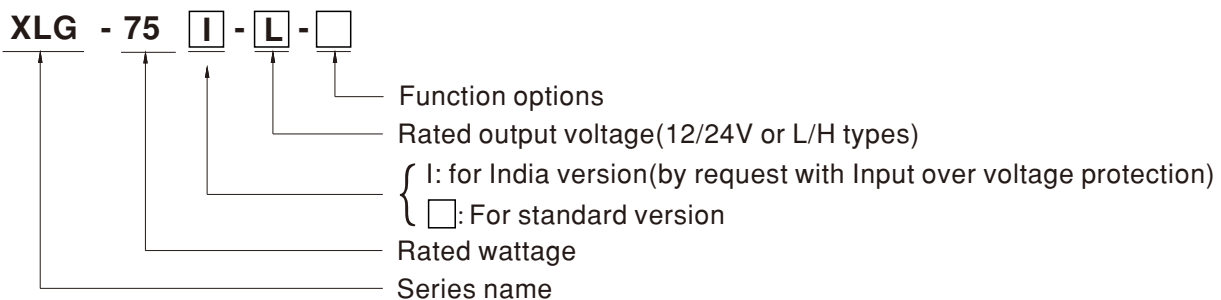 XLG - 75 I - L - □
Function options
Rated output voltage(12/24V or L/H types)
I: for India version(by request with Input over voltage protection)
□: For standard version
Rated wattage
Series name